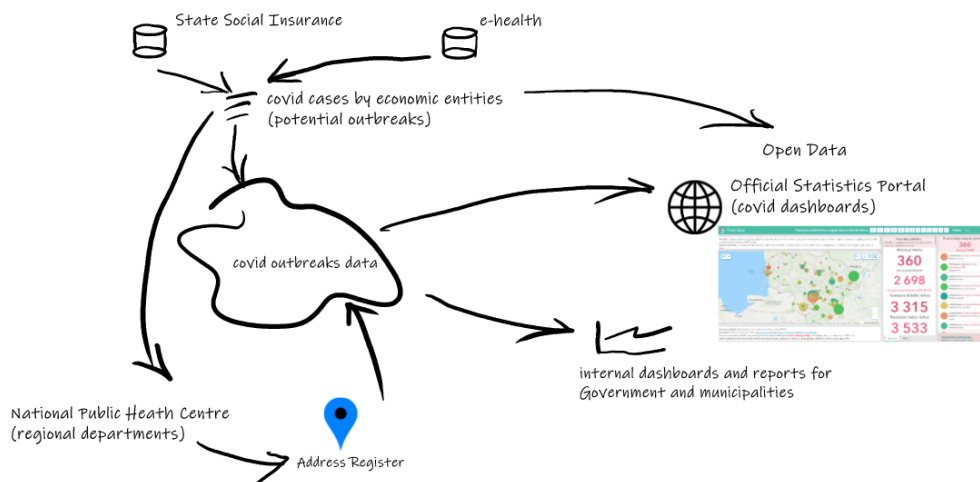 State Social Insurance
e-health
covid cases by economic entities
(potential outbreaks)
Open Data
Official Statistics Portal
(covid dashboards)
covid outbreaks data
360
2 698
3 315
3 533
360
internal dashboards and reports for
Government and municipalities
National Public Heath Centre
(regional departments)
Address Register